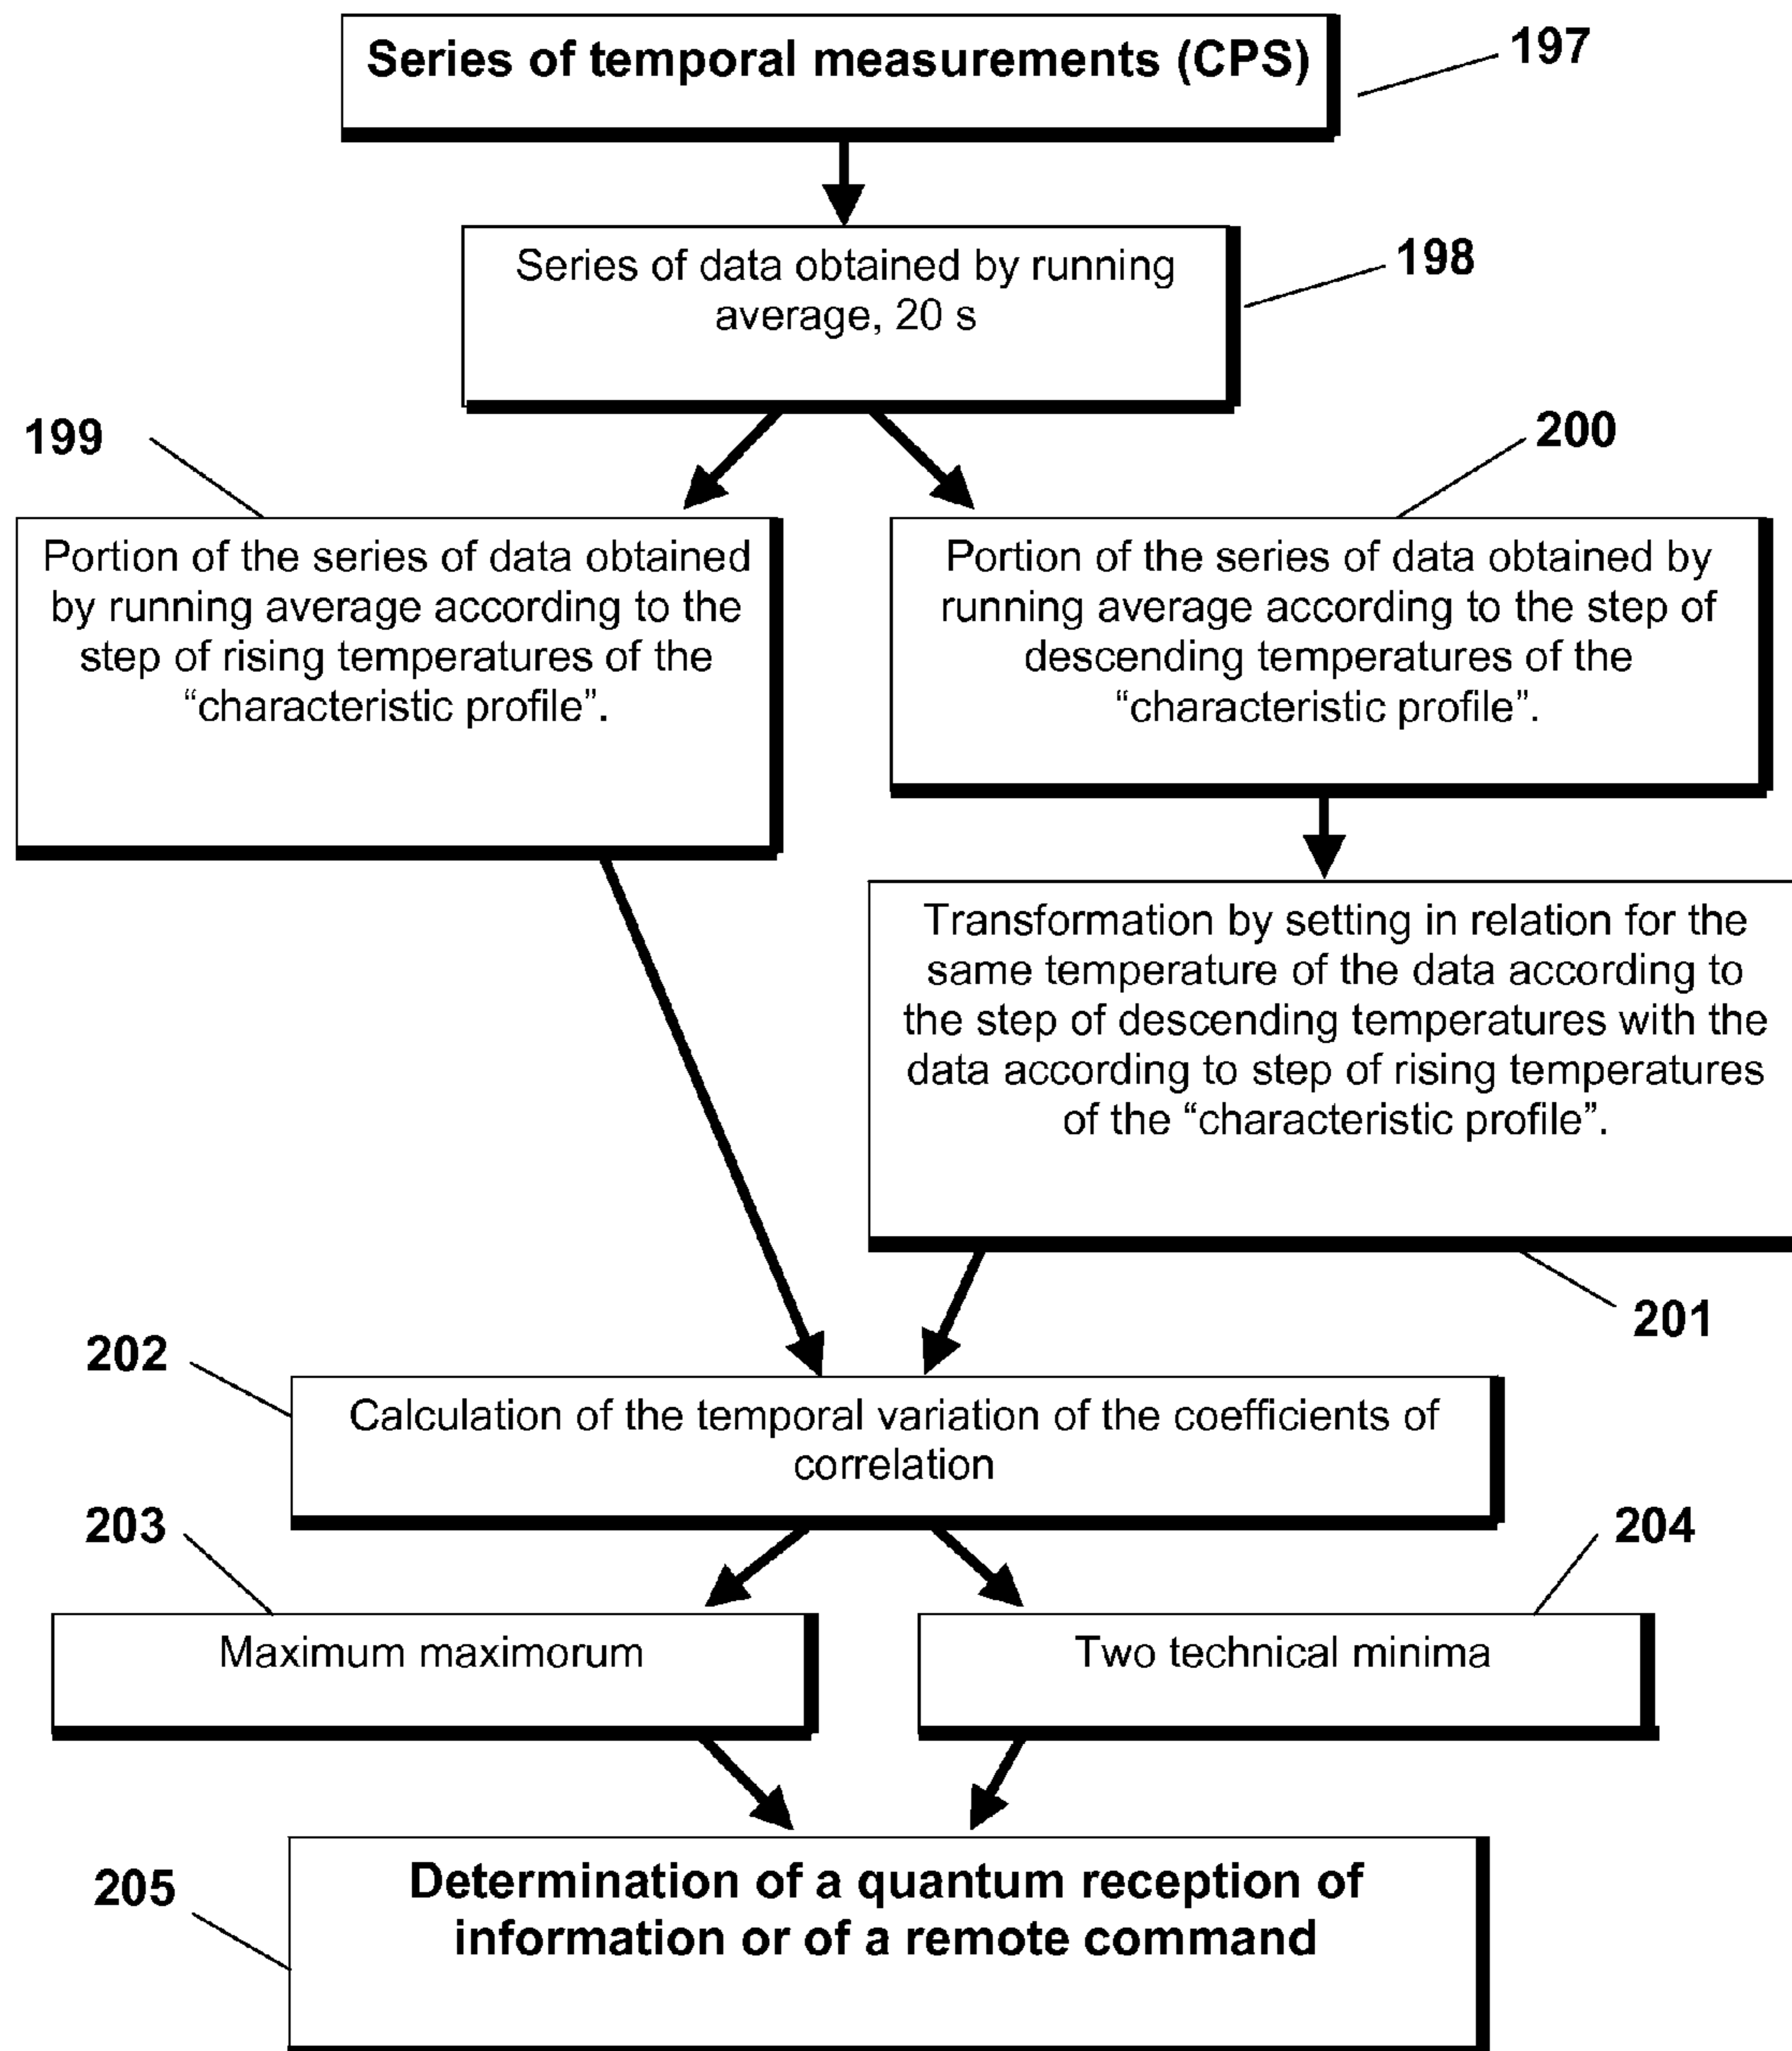 Series of temporal measurements (CPS)
197
Series of data obtained by running
average, 20 s
198
199
200
Portion of the series of data obtained
by running average according to the
step of rising temperatures of the
“characteristic profile”.
Portion of the series of data obtained by
running average according to the step of
descending temperatures of the
“characteristic profile”.
Transformation by setting in relation for the
same temperature of the data according to
the step of descending temperatures with the
data according to step of rising temperatures
of the “characteristic profile”.
201
202
Calculation of the temporal variation of the coefficients of
correlation
203
204
Maximum maximorum
Two technical minima
205
Determination of a quantum reception of
information or of a remote command